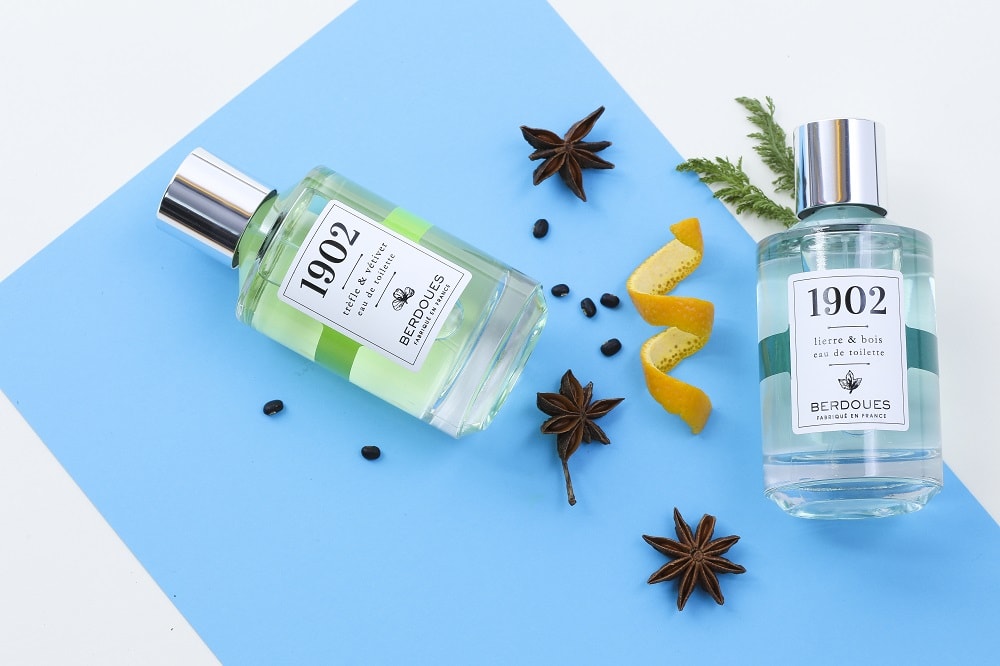 1902
trèfle & vétiver
eau de toilette
BERDOUES
FABRIQUÉ EN FRANCE
1902
lierre & bois
eau de toilette
BERDOUES
FABRIQUÉ EN FRANCE